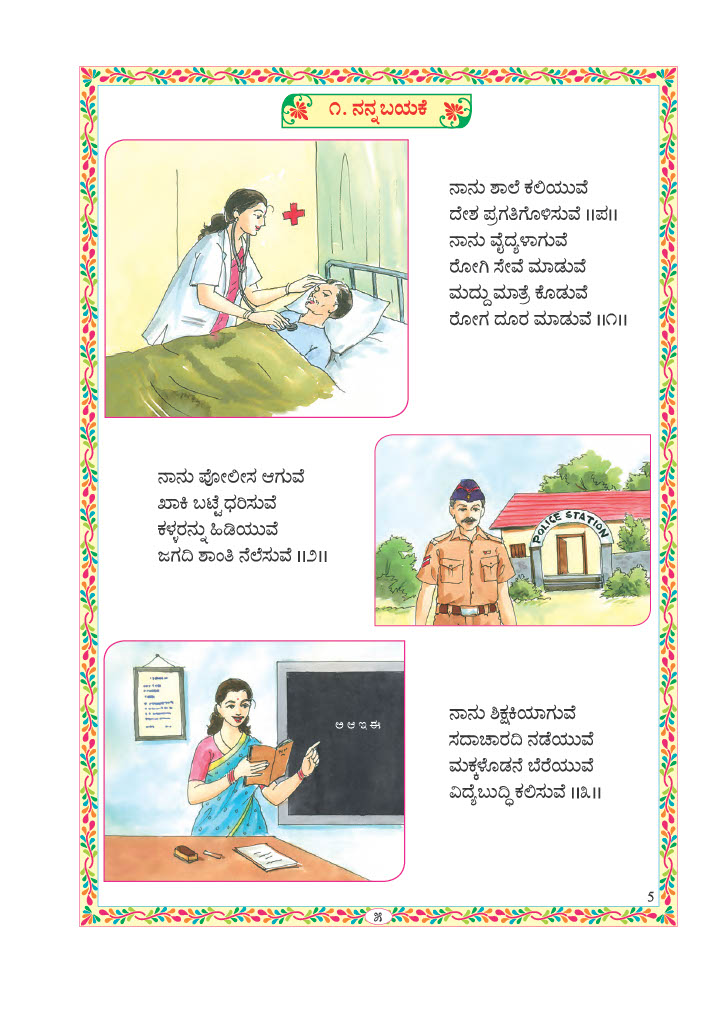 ೧. ನನ್ನ ಬಯಕೆ
ನಾನು ಶಾಲೆ ಕಲಿಯುವೆ
ದೇಶ ಪ್ರಗತಿಗೊಳಿಸುವೆ ॥ಪ॥
ನಾನು ವೈದ್ಯಳಾಗುವೆ
ರೋಗಿ ಸೇವೆ ಮಾಡುವೆ
ಮದ್ದು ಮಾತ್ರೆ ಕೊಡುವೆ
ರೋಗ ದೂರ ಮಾಡುವೆ ॥೧॥
ನಾನು ಪೋಲೀಸ ಆಗುವೆ
ಖಾಕಿ ಬಟ್ಟೆ ಧರಿಸುವೆ
ಕಳ್ಳರನ್ನು ಹಿಡಿಯುವೆ
ಜಗದಿ ಶಾಂತಿ ನೆಲೆಸುವೆ ॥೨॥
POLICE STATION
ಅ ಆ ಇ ಈ
ನಾನು ಶಿಕ್ಷಕಿಯಾಗುವೆ
ಸದಾಚಾರದಿ ನಡೆಯುವೆ
ಮಕ್ಕಳೊಡನೆ ಬೆರೆಯುವೆ
ವಿದ್ಯೆಬುದ್ಧಿ ಕಲಿಸುವೆ ॥೩॥
5
೫